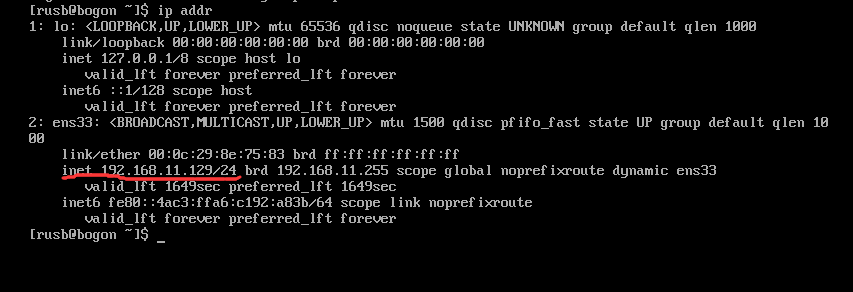 [rusb@bogon ~]$ ip addr
1: lo: <LOOPBACK,UP,LOWER_UP> mtu 65536 qdisc noqueue state UNKNOWN group default qlen 1000
    link/loopback 00:00:00:00:00:00 brd 00:00:00:00:00:00
    inet 127.0.0.1/8 scope host lo
       valid_lft forever preferred_lft forever
    inet6 ::1/128 scope host
       valid_lft forever preferred_lft forever
2: ens33: <BROADCAST,MULTICAST,UP,LOWER_UP> mtu 1500 qdisc pfifo_fast state UP group default qlen 10
00
    link/ether 00:0c:29:8e:75:83 brd ff:ff:ff:ff:ff:ff
    inet 192.168.11.129/24 brd 192.168.11.255 scope global noprefixroute dynamic ens33
       valid_lft 1649sec preferred_lft 1649sec
    inet6 fe80::4ac3:ffa6:c192:a83b/64 scope link noprefixroute
       valid_lft forever preferred_lft forever
[rusb@bogon ~]$ _